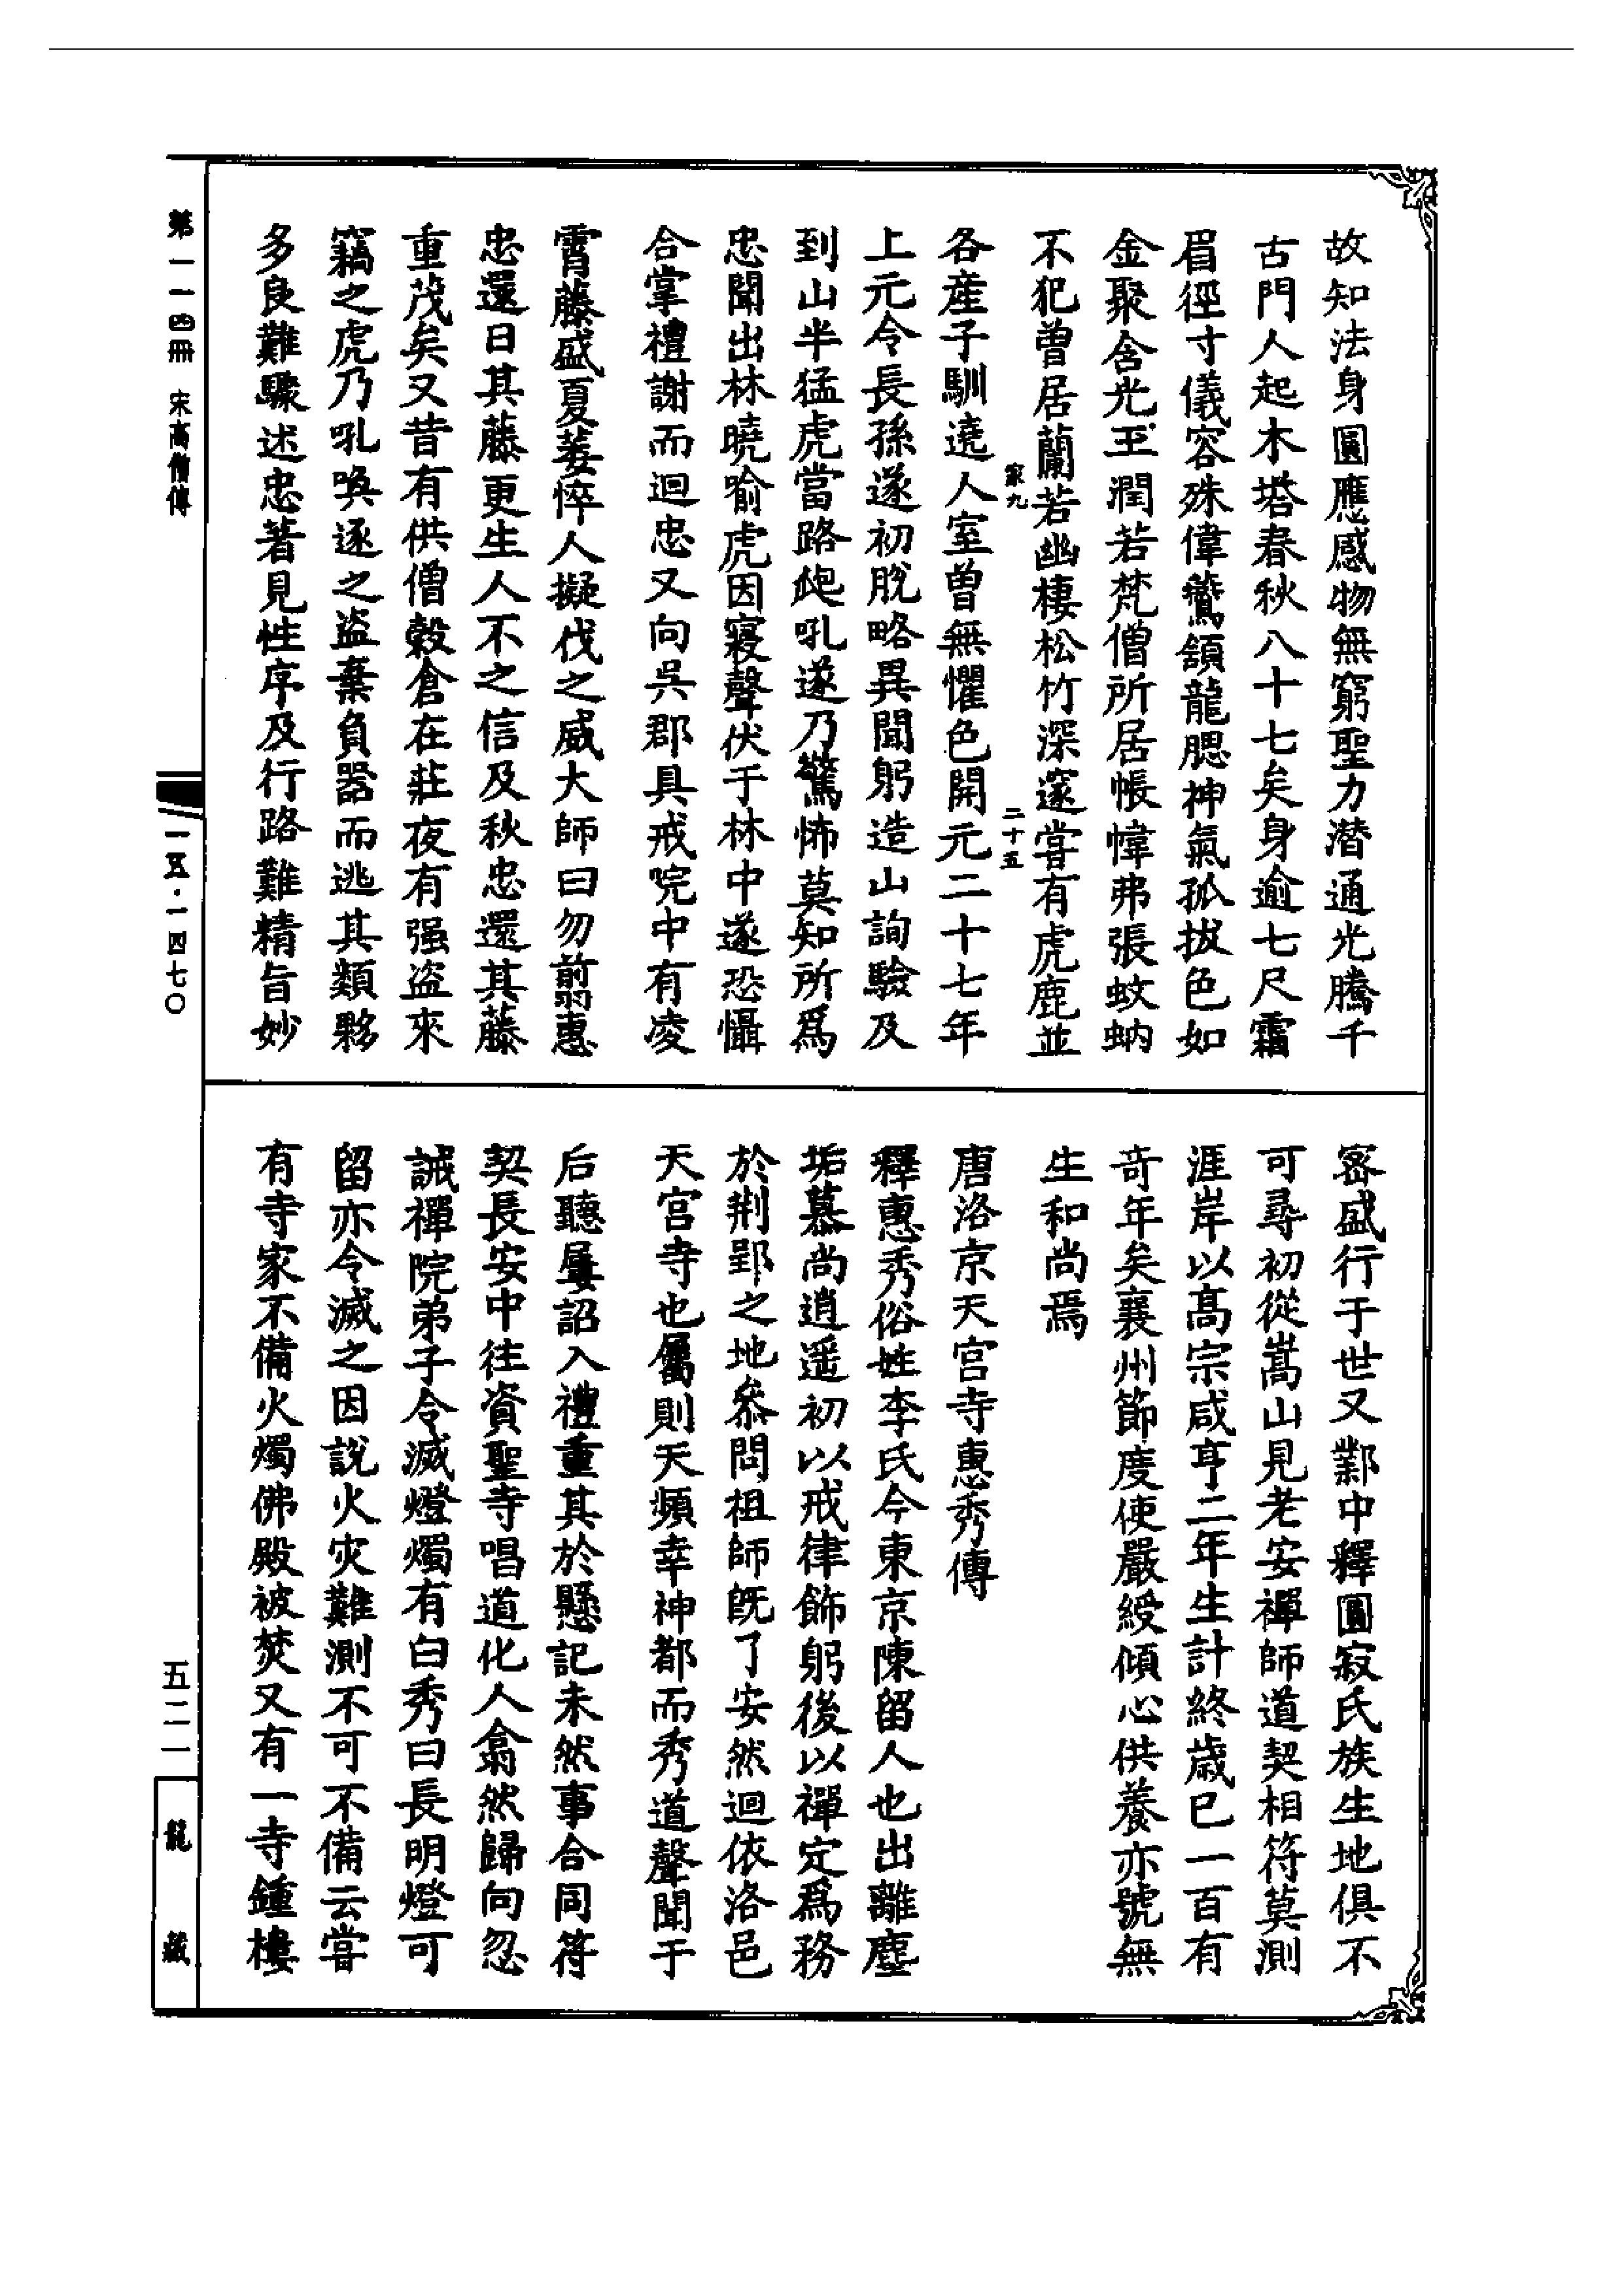 故知法身圓應感物無窮聖力潜通光騰千
古門人起木塔春秋八十七矣身逾七尺霜
眉徑寸儀容殊偉鶖頷龍腮神氣孤拔色如
金聚含光玉潤若梵僧所居帳幃弗張蚊蚋
不犯曾居蘭若幽棲松竹深邃甞有虎鹿並
家九
二十五
各産子馴遶人室曾無懼色開元二十七年
上元令長孫遂初脫略異聞躬造山詢驗及
到山半猛虎當路咆吼遂乃驚怖莫知所爲
忠聞出林曉喻虎因寢聲伏于林中遂恐懾
合掌禮謝而迴忠又向吳郡具戒院中有凌
霄藤盛夏萎悴人擬伐之威大師曰勿翦惠
忠還日其藤更生人不之信及秋忠還其藤
重茂矣又昔有供僧穀倉在莊夜有强盗來
竊之虎乃吼喚逐之盗棄負噐而逃其類夥
多良難驟述忠著見性序及行路難精旨妙
密盛行于世又鄴中釋圓寂氏族生地俱不
可尋初從嵩山見老安禪師道契相符莫測
涯岸以髙宗咸亨二年生計終歳已一百有
竒年矣襄州節度使嚴綬傾心供養亦號無
生和尚焉
唐洛京天宫寺惠秀傳
釋惠秀俗姓李氏今東京陳留人也出離塵
垢慕尚逍遥初以戒律飾躬後以禪定爲務
於荆郢之地叅問祖師旣了安然迴依洛邑
天宫寺也屬則天頻幸神都而秀道聲聞于
后聽屢詔入禮重其於懸記未然事合同符
契長安中往資聖寺唱道化人翕然歸向忽
誡禪院弟子令滅燈燭有白秀曰長明燈可
留亦令滅之因說火灾難測不可不備云甞
有寺家不備火燭佛殿被焚又有一寺鍾樓
第一一四冊 宋高僧傳
一五·一四七〇
五二一
龍藏